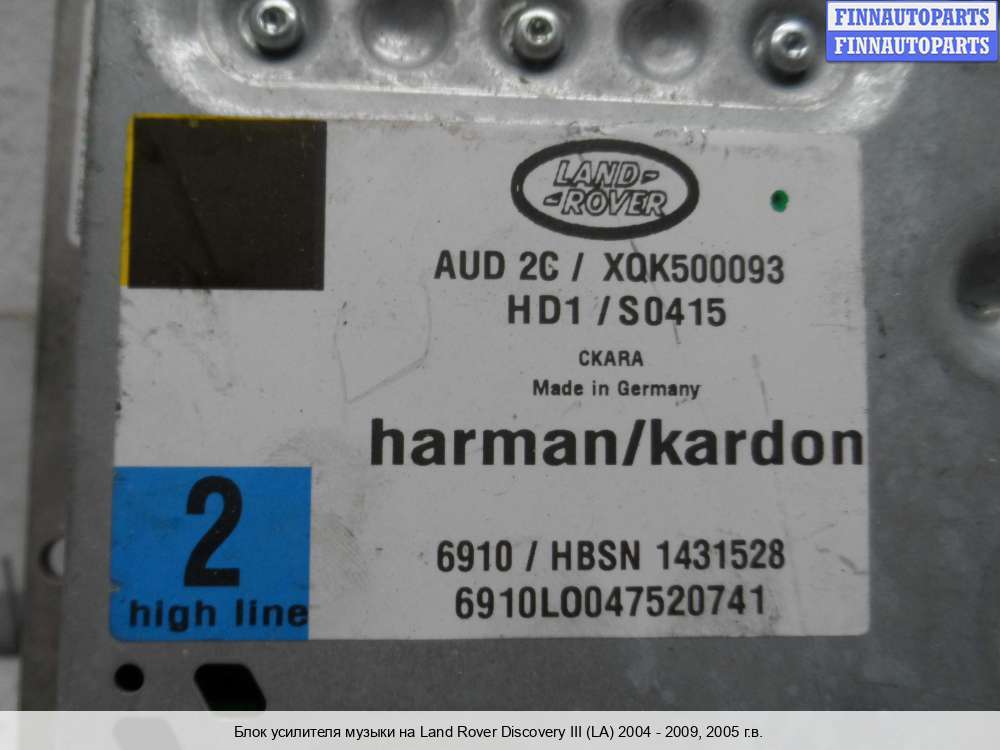 FINNAUTOPARTS
FINNAUTOPARTS
LAND-
-ROVER
AUD 2C / XQK500093
HD1 / S0415
CKARA
Made in Germany
harman/kardon
2
high line
6910 / HBSN 1431528
6910LO047520741
Блок усилителя музыки на Land Rover Discovery III (LA) 2004 - 2009, 2005 г.в.